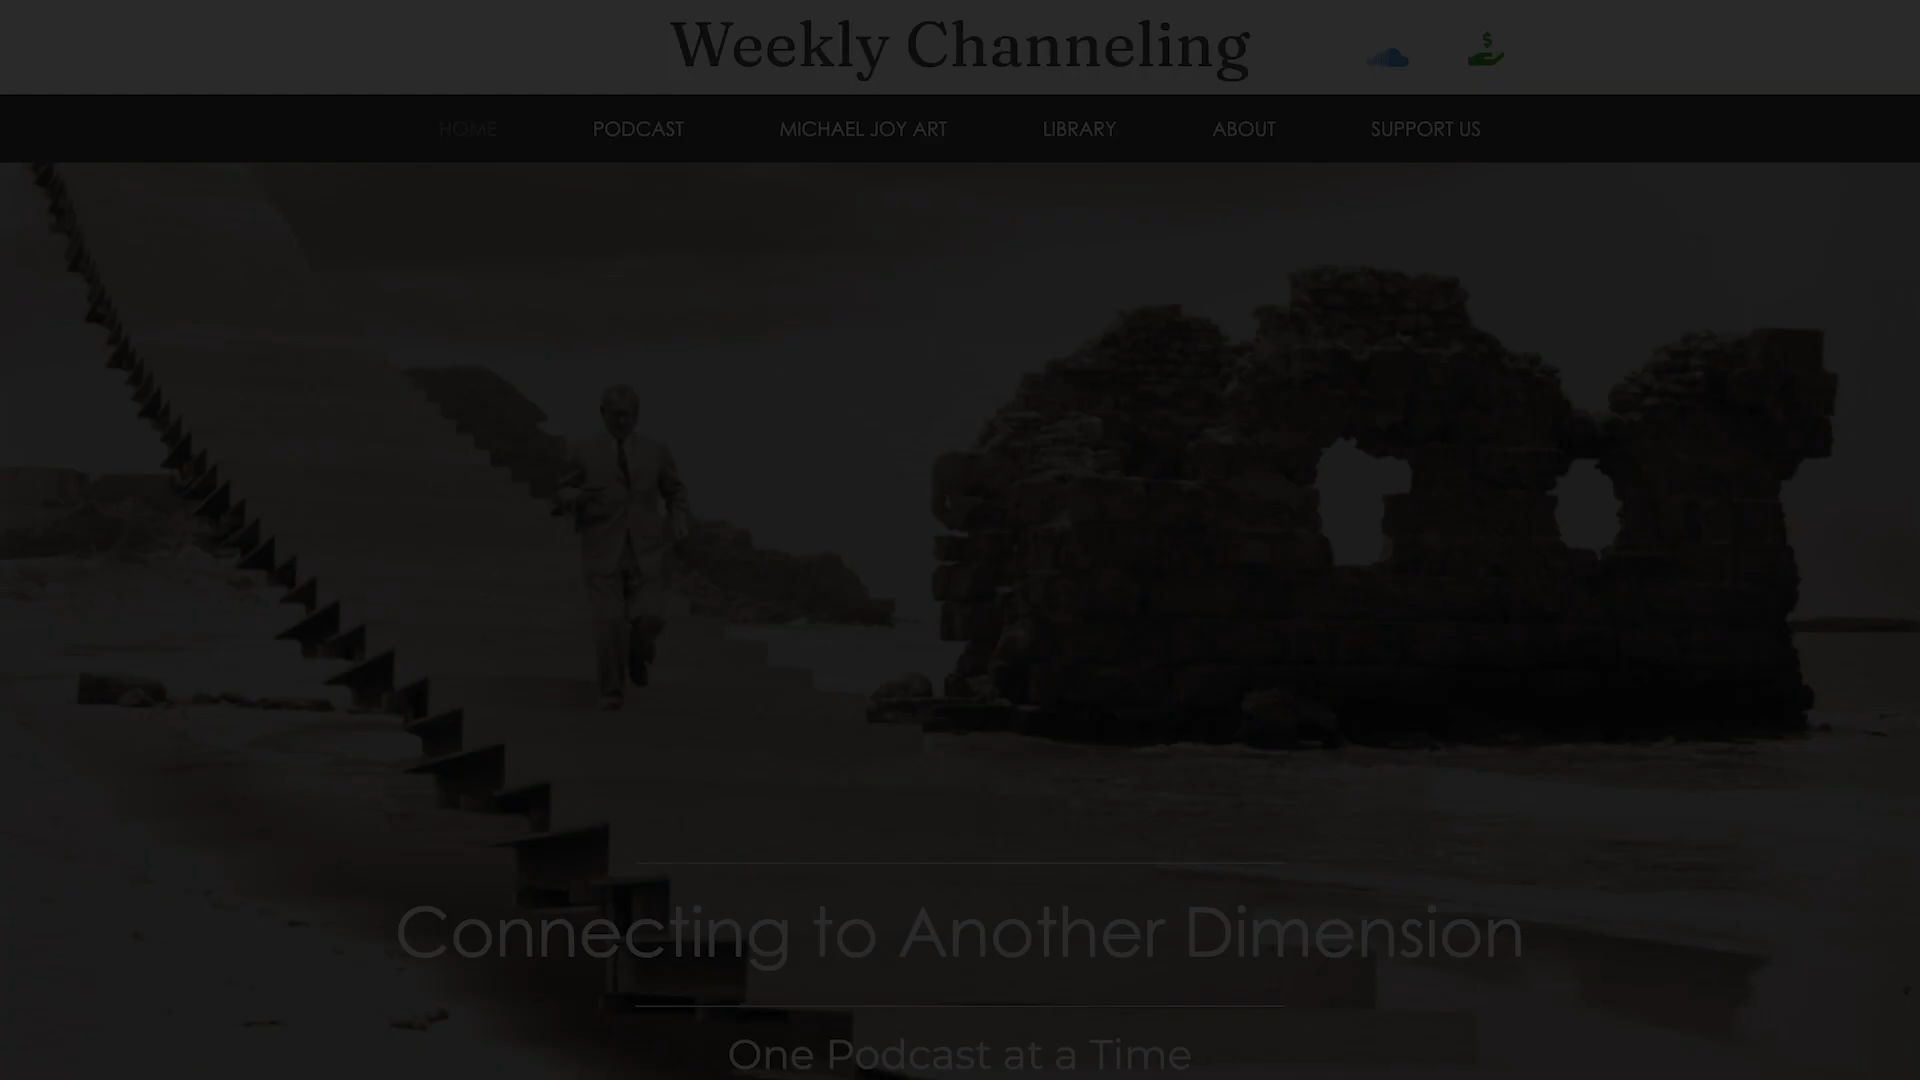 Weekly Channeling
HOME PODCAST MICHAEL JOY ART LIBRARY ABOUT SUPPORT US
Connecting to Another Dimension
One Podcast at a Time